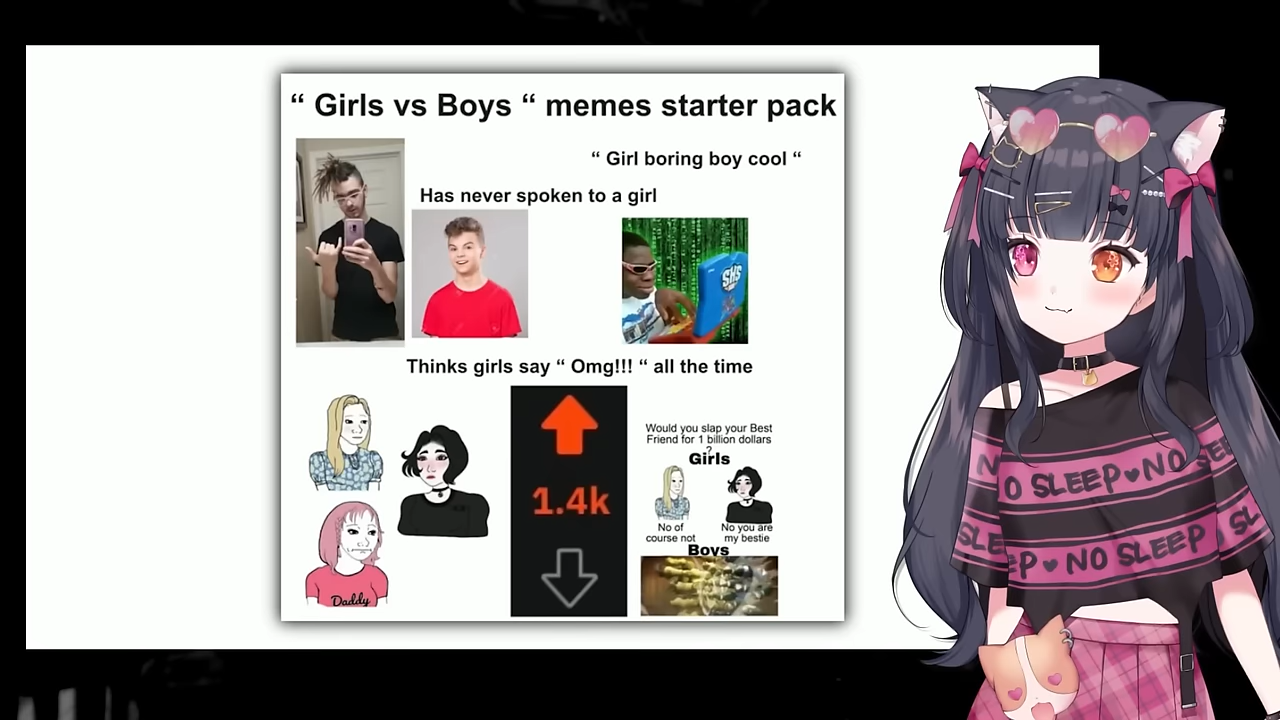 “ Girls vs Boys “ memes starter pack
“ Girl boring boy cool “
Has never spoken to a girl
SHS
Thinks girls say “ Omg!!! “ all the time
Daddy
1.4k
Would you slap your Best
Friend for 1 billion dollars
?
Girls
No of
course not
No you are
my bestie
Boys
NO SLEEP♥NO SLEEP
SLEEP♥NO SLEEP SL